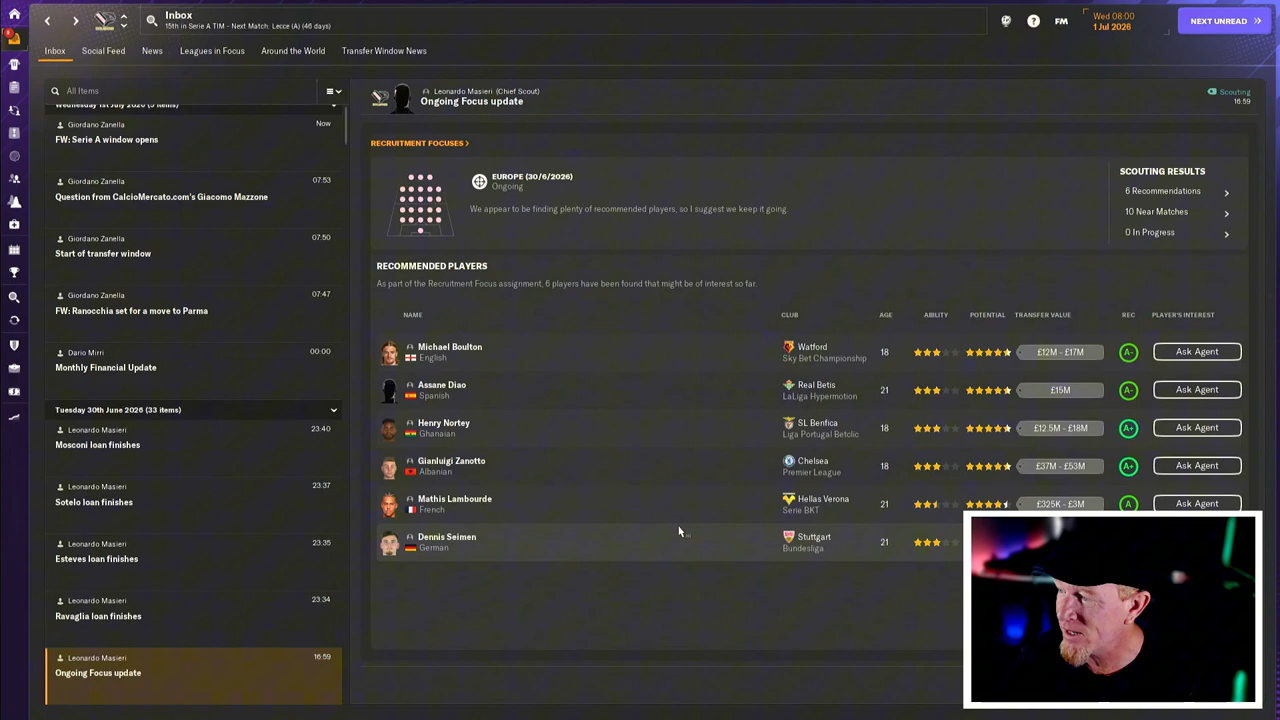 Inbox
15th in Serie A TIM - Next Match: Lecce (A) (46 days)
FM
Wed 08:00
1 Jul 2026
NEXT UNREAD
Inbox
Social Feed
News
Leagues in Focus
Around the World
Transfer Window News
All Items
Wednesday 1st July 2026 (5 items)
Giordano Zanella
Now
FW: Serie A window opens
Giordano Zanella
07:53
Question from CalcioMercato.com's Giacomo Mazzone
Giordano Zanella
07:50
Start of transfer window
Giordano Zanella
07:47
FW: Ranocchia set for a move to Parma
Dario Mirri
00:00
Monthly Financial Update
Tuesday 30th June 2026 (33 items)
Leonardo Masieri
23:40
Mosconi loan finishes
Leonardo Masieri
23:37
Sotelo loan finishes
Leonardo Masieri
23:35
Esteves loan finishes
Leonardo Masieri
23:34
Ravaglia loan finishes
Leonardo Masieri
16:59
Ongoing Focus update
Leonardo Masieri (Chief Scout)
Ongoing Focus update
Scouting
16:59
RECRUITMENT FOCUSES >
EUROPE (30/6/2026)
Ongoing
We appear to be finding plenty of recommended players, so I suggest we keep it going.
SCOUTING RESULTS
6 Recommendations
10 Near Matches
0 In Progress
RECOMMENDED PLAYERS
As part of the Recruitment Focus assignment, 6 players have been found that might be of interest so far.
NAME CLUB AGE ABILITY POTENTIAL TRANSFER VALUE REC PLAYER'S INTEREST
Michael Boulton Watford 18 £12M - £17M A- Ask Agent
English Sky Bet Championship
Assane Diao Real Betis 21 £15M A- Ask Agent
Spanish LaLiga Hypermotion
Henry Nortey SL Benfica 18 £12.5M - £18M A+ Ask Agent
Ghanaian Liga Portugal Betclic
Gianluigi Zanotto Chelsea 18 £37M - £53M A+ Ask Agent
Albanian Premier League
Mathis Lambourde Hellas Verona 21 £325K - £3M A Ask Agent
French Serie BKT
Dennis Seimen Stuttgart 21
German Bundesliga